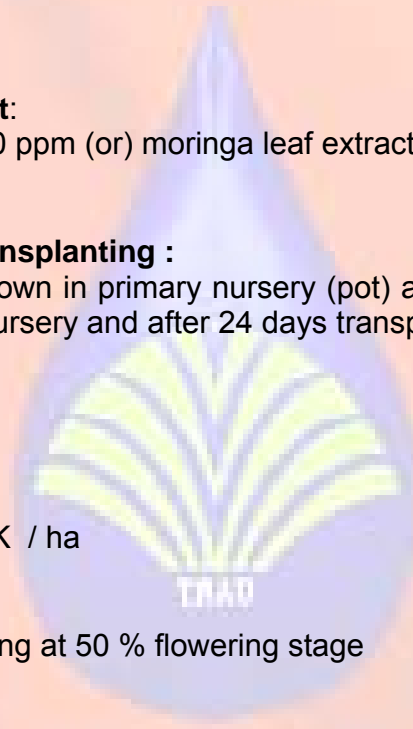 t:
0 ppm (or) moringa leaf extract
nsplanting :
own in primary nursery (pot) a
ursery and after 24 days transp
K / ha
TNAU
ng at 50 % flowering stage